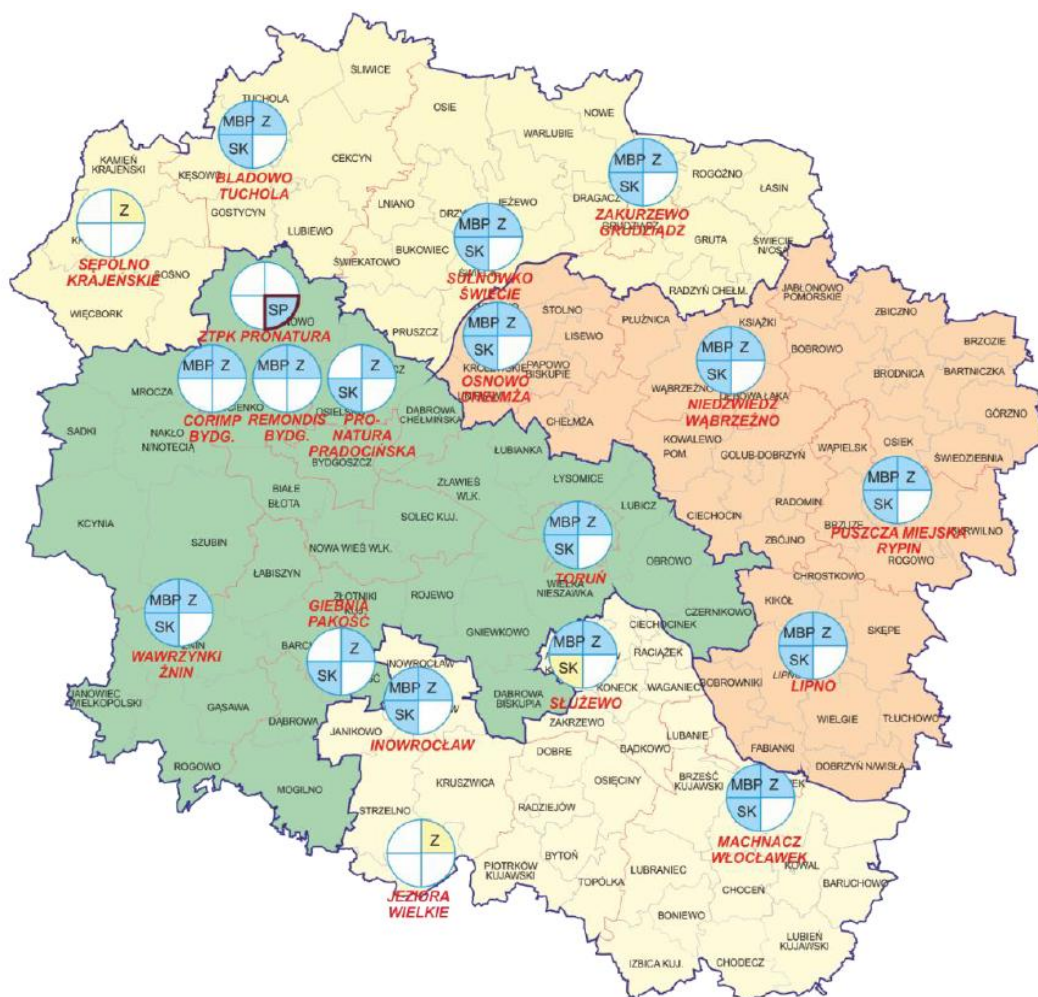 ŚLIWICE
TUCHOLA
OSIE
NOWE
MBP Z
SK
WARLUBIE
CEKCYN
KAMIEŃ
KRAJEŃSKI
KĘSOWO
BLADOWO
TUCHOLA
MBP Z
SK
ROGÓŹNO
ŁASIN
DRAGACZ
ZAKURZEWO
GRUDZIĄDZ
LNIANO
JEŻEWO
GOSTYCYN
Z
LUBIEWO
MBP Z
SK
BUKOWIEC
GRUTA
ŚWIECIE
N/OSĄ
SĘPOLNO
KRAJEŃSKIE
SOSNO
ŚWIEKATOWO
SULNÓWKO
ŚWIECIE
RADZYŃ CHEŁM.
WIĘCBORK
SP
ZTPK PRONATURA
PRUSZCZ
STOLNO
PŁUŻNICA
KSIĄŻKI
JABŁONOWO
POMORSKIE
ZBICZNO
MBP Z
SK
LISEWO
PAPOWO
BISKUPIE
OSNOWO
CHEŁMŻA
CHEŁMŻA
BOBROWO
BRZOZIE
BARTNICZKA
BRODNICA
GÓRZNO
MBP Z
SK
WĄBRZEŹNO
DĘBOWA ŁĄKA
NIEDŹWIEDŹ
WĄBRZEŹNO
MROCZA
MBP Z
CORIMP
BYDG.
MBP Z
REMONDIS
BYDG.
Z
SK
PRO-
NATURA
PRĄDOCIŃSKA
DĄBROWA
CHEŁMIŃSKA
SADKI
NAKŁO
N/NOTECIĄ
BYDGOSZCZ
ŁUBIANKA
KOWALEWO
POM.
GOLUB-DOBRZYŃ
WĄPIELSK
OSIEK
ŚWIEDZIEBNIA
BIAŁE
BŁOTA
ZŁAWIEŚ
WLK.
ŁYSOMICE
LUBICZ
CIECHOCIN
RADOMIN
MBP Z
SK
BRZUZE
PUSZCZA MIEJSKA
RYPIN
ROGOWO
KCYNIA
SZUBIN
SOLEC KUJ.
NOWA WIEŚ WLK.
MBP Z
SK
TORUŃ
WIELKA
NIESZAWKA
OBROWO
ZBÓJNO
CHROSTKOWO
ŁABISZYN
ZŁOTNIKI
ROJEWO
CZERNIKOWO
KIKÓŁ
SKĘPE
MBP Z
SK
WAWRZYNKI
ŻNIN
GIEBNIA
PAKOŚĆ
Z
SK
GNIEWKOWO
MBP Z
SK
SŁUŻEWO
CIECHOCINEK
RACIĄŻEK
MBP Z
SK
LIPNO
JANOWIEC
WIELKOPOLSKI
GĄSAWA
DĄBROWA
INOWROCŁAW
MBP Z
SK
INOWROCŁAW
DĄBROWA
BISKUPIA
KONECK
WAGANIEC
BOBROWNIKI
WIELGIE
TŁUCHOWO
JANIKOWO
ZAKRZEWO
LUBANIE
ROGOWO
MOGILNO
DOBRE
BĄDKOWO
FABIANKI
DOBRZYŃ N/WISŁĄ
KRUSZWICA
OSIĘCINY
BRZEŚĆ
KUJAWSKI
MBP Z
SK
MACHNACZ
WŁOCŁAWEK
STRZELNO
RADZIEJÓW
Z
JEZIORA
WIELKIE
PIOTRKÓW
KUJAWSKI
BYTOŃ
TOPÓLKA
LUBRANIEC
CHOCEŃ
KOWAL
BARUCHOWO
BONIEWO
LUBIEŃ
KUJAWSKI
IZBICA KUJ.
CHODECZ